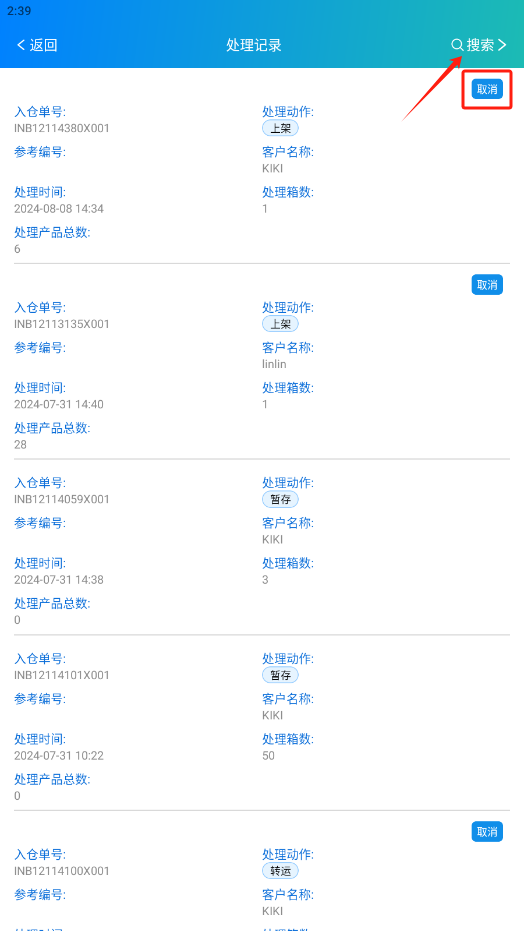 2:39
返回
处理记录
搜索
取消
入仓单号:
处理动作:
INB12114380X001
上架
参考编号:
客户名称:
KIKI
处理时间:
处理箱数:
2024-08-08 14:34
1
处理产品总数:
6
取消
入仓单号:
处理动作:
INB12113135X001
上架
参考编号:
客户名称:
linlin
处理时间:
处理箱数:
2024-07-31 14:40
1
处理产品总数:
28
入仓单号:
处理动作:
INB12114059X001
暂存
参考编号:
客户名称:
KIKI
处理时间:
处理箱数:
2024-07-31 14:38
3
处理产品总数:
0
入仓单号:
处理动作:
INB12114101X001
暂存
参考编号:
客户名称:
KIKI
处理时间:
处理箱数:
2024-07-31 10:22
50
处理产品总数:
0
取消
入仓单号:
处理动作:
INB12114100X001
转运
参考编号:
客户名称:
KIKI